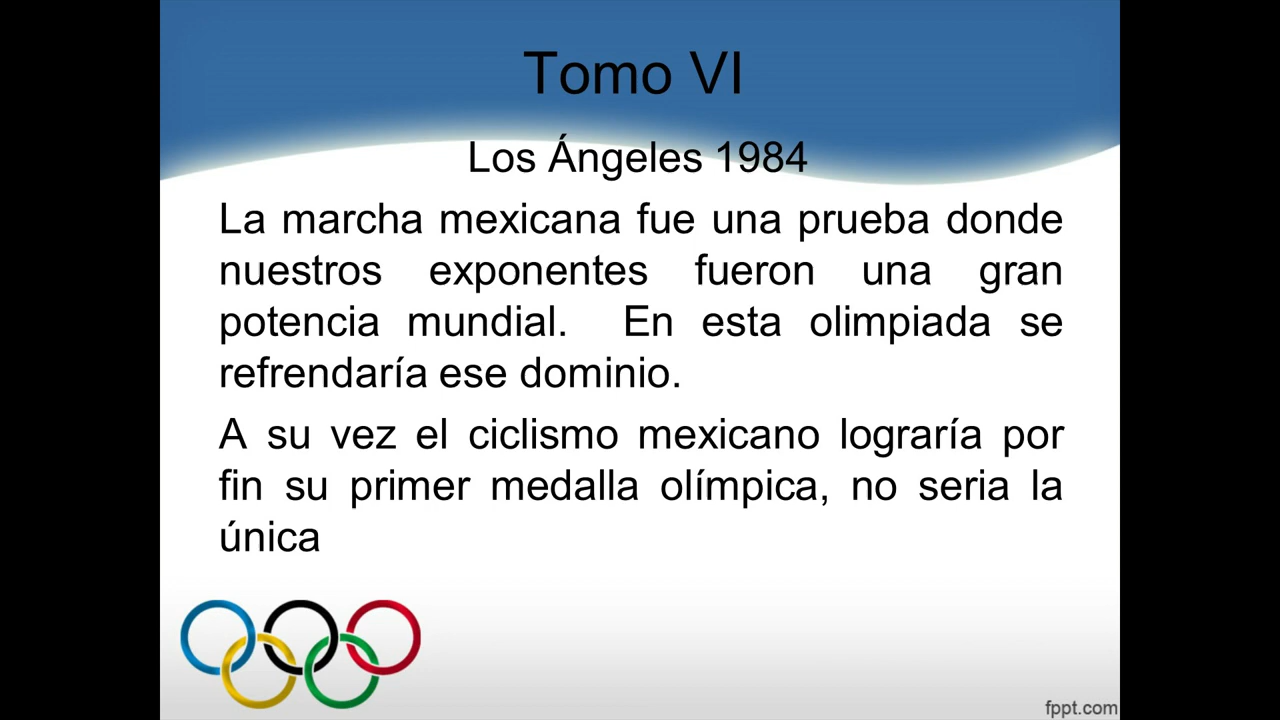 Tomo VI
Los Ángeles 1984
La marcha mexicana fue una prueba donde
nuestros exponentes fueron una gran
potencia mundial. En esta olimpiada se
refrendaría ese dominio.
A su vez el ciclismo mexicano lograría por
fin su primer medalla olímpica, no seria la
única
fppt.com